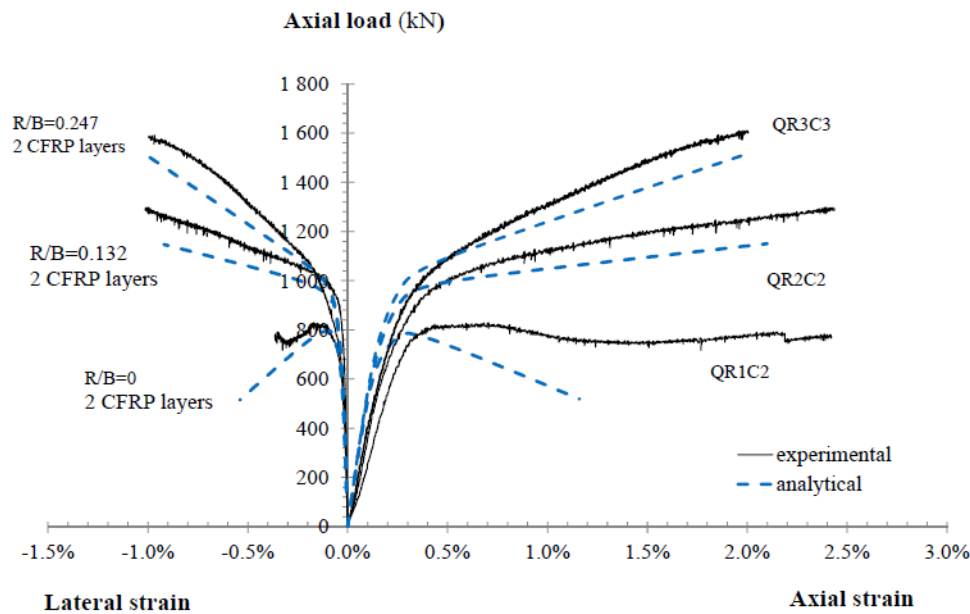 Axial load (kN)
1 800
1 600
1 400
1 200
1 000
800
600
400
200
0
R/B=0.247
2 CFRP layers
R/B=0.132
2 CFRP layers
R/B=0
2 CFRP layers
QR3C3
QR2C2
QR1C2
experimental
analytical
-1.5% -1.0% -0.5% 0.0% 0.5% 1.0% 1.5% 2.0% 2.5% 3.0%
Lateral strain Axial strain